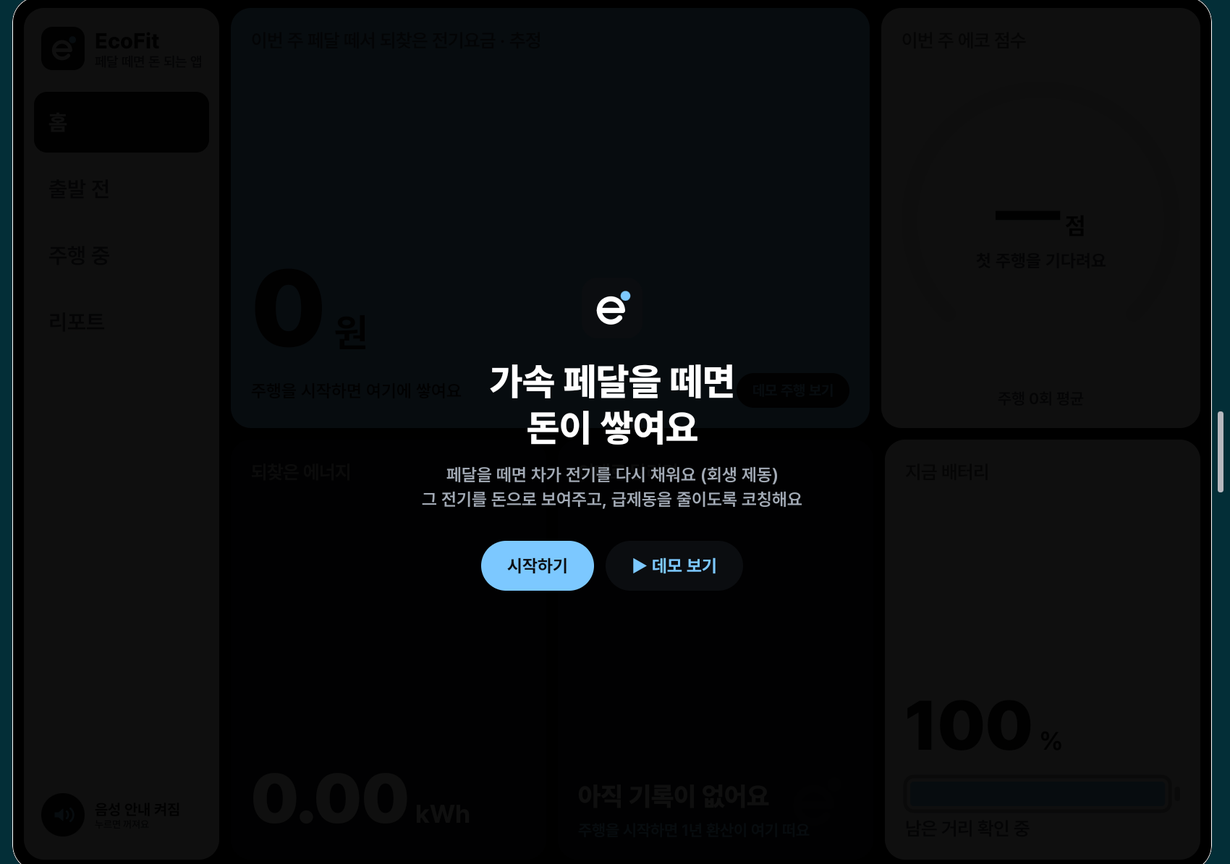 EcoFit
페달 떼면 돈 되는 앱
홈
출발 전
주행 중
리포트
음성 안내 켜짐
누르면 꺼져요
이번 주 페달 떼서 되찾은 전기요금 · 추정
0 원
주행을 시작하면 여기에 쌓여요
데모 주행 보기
이번 주 에코 점수
— 점
첫 주행을 기다려요
주행 0회 평균
가속 페달을 떼면
돈이 쌓여요
페달을 떼면 차가 전기를 다시 채워요 (회생 제동)
그 전기를 돈으로 보여주고, 급제동을 줄이도록 코칭해요
시작하기
▶ 데모 보기
되찾은 에너지
0.00 kWh
아직 기록이 없어요
주행을 시작하면 1년 환산이 여기 떠요
지금 배터리
100 %
남은 거리 확인 중